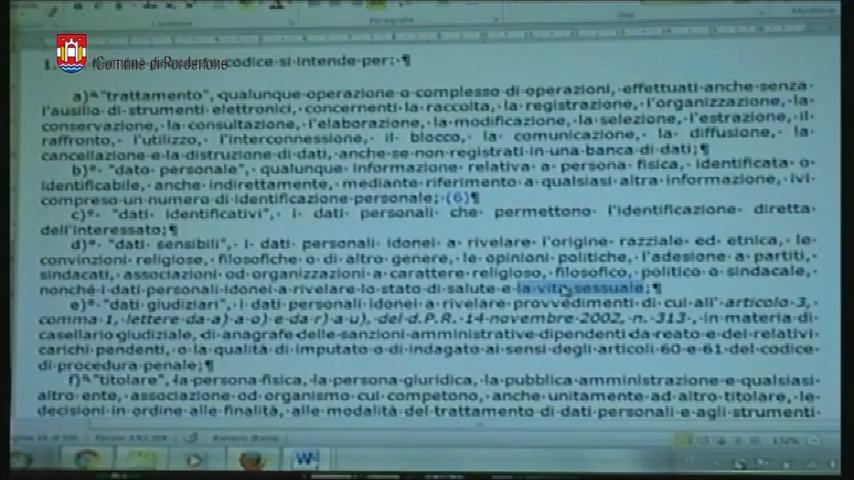 Comune di Pordenone
codice si intende per: ¶
a) "trattamento", qualunque operazione o complesso di operazioni, effettuati anche senza
l'ausilio di strumenti elettronici, concernenti la raccolta, la registrazione, l'organizzazione, la
conservazione, la consultazione, l'elaborazione, la modificazione, la selezione, l'estrazione, il
raffronto, l'utilizzo, l'interconnessione, il blocco, la comunicazione, la diffusione, la
cancellazione e la distruzione di dati, anche se non registrati in una banca di dati;¶
b) "dato personale", qualunque informazione relativa a persona fisica, identificata o
identificabile, anche indirettamente, mediante riferimento a qualsiasi altra informazione, ivi
compreso un numero di identificazione personale; (6)¶
c) "dati identificativi", i dati personali che permettono l'identificazione diretta
dell'interessato;¶
d) "dati sensibili", i dati personali idonei a rivelare l'origine razziale ed etnica, le
convinzioni religiose, filosofiche o di altro genere, le opinioni politiche, l'adesione a partiti,
sindacati, associazioni od organizzazioni a carattere religioso, filosofico, politico o sindacale,
nonché i dati personali idonei a rivelare lo stato di salute e la vita sessuale;¶
e) "dati giudiziari", i dati personali idonei a rivelare provvedimenti di cui all' articolo 3,
comma 1, lettere da a) a o) e da r) a u), del d.P.R. 14 novembre 2002, n. 313 , in materia di
casellario giudiziale, di anagrafe delle sanzioni amministrative dipendenti da reato e dei relativi
carichi pendenti, o la qualità di imputato o di indagato ai sensi degli articoli 60 e 61 del codice
di procedura penale;¶
f) "titolare", la persona fisica, la persona giuridica, la pubblica amministrazione e qualsiasi
altro ente, associazione od organismo cui competono, anche unitamente ad altro titolare, le
decisioni in ordine alle finalità, alle modalità del trattamento di dati personali e agli strumenti